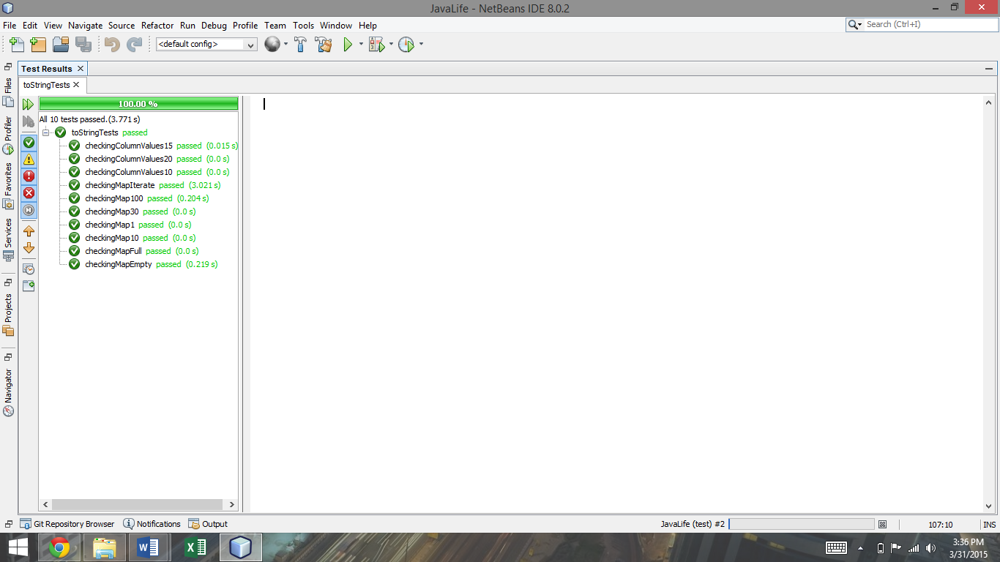 JavaLife - NetBeans IDE 8.0.2
File Edit View Navigate Source Refactor Run Debug Profile Team Tools Window Help
Search (Ctrl+I)
<default config>
Files
Profiler
Favorites
Services
Projects
Navigator
Test Results
toStringTests
100.00 %
All 10 tests passed.(3.771 s)
toStringTests passed
checkingColumnValues15 passed (0.015 s)
checkingColumnValues20 passed (0.0 s)
checkingColumnValues10 passed (0.0 s)
checkingMapIterate passed (3.021 s)
checkingMap100 passed (0.204 s)
checkingMap30 passed (0.0 s)
checkingMap1 passed (0.0 s)
checkingMap10 passed (0.0 s)
checkingMapFull passed (0.0 s)
checkingMapEmpty passed (0.219 s)
Git Repository Browser Notifications Output
JavaLife (test) #2
107:10
INS
3:36 PM
3/31/2015